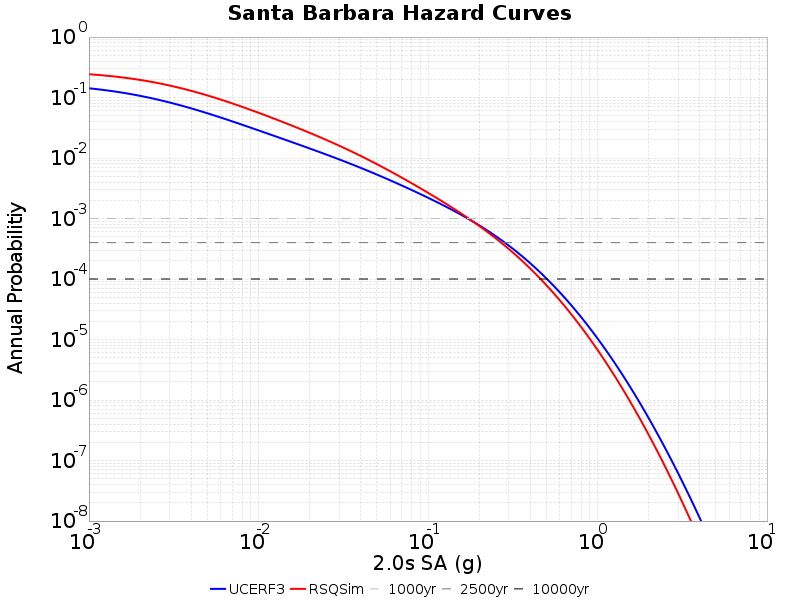 Santa Barbara Hazard Curves
10^0
10^-1
10^-2
10^-3
10^-4
10^-5
10^-6
10^-7
10^-8
Annual Probabilitiy
10^-3 10^-2 10^-1 10^0 10^1
2.0s SA (g)
UCERF3 RSQSim 1000yr 2500yr 10000yr